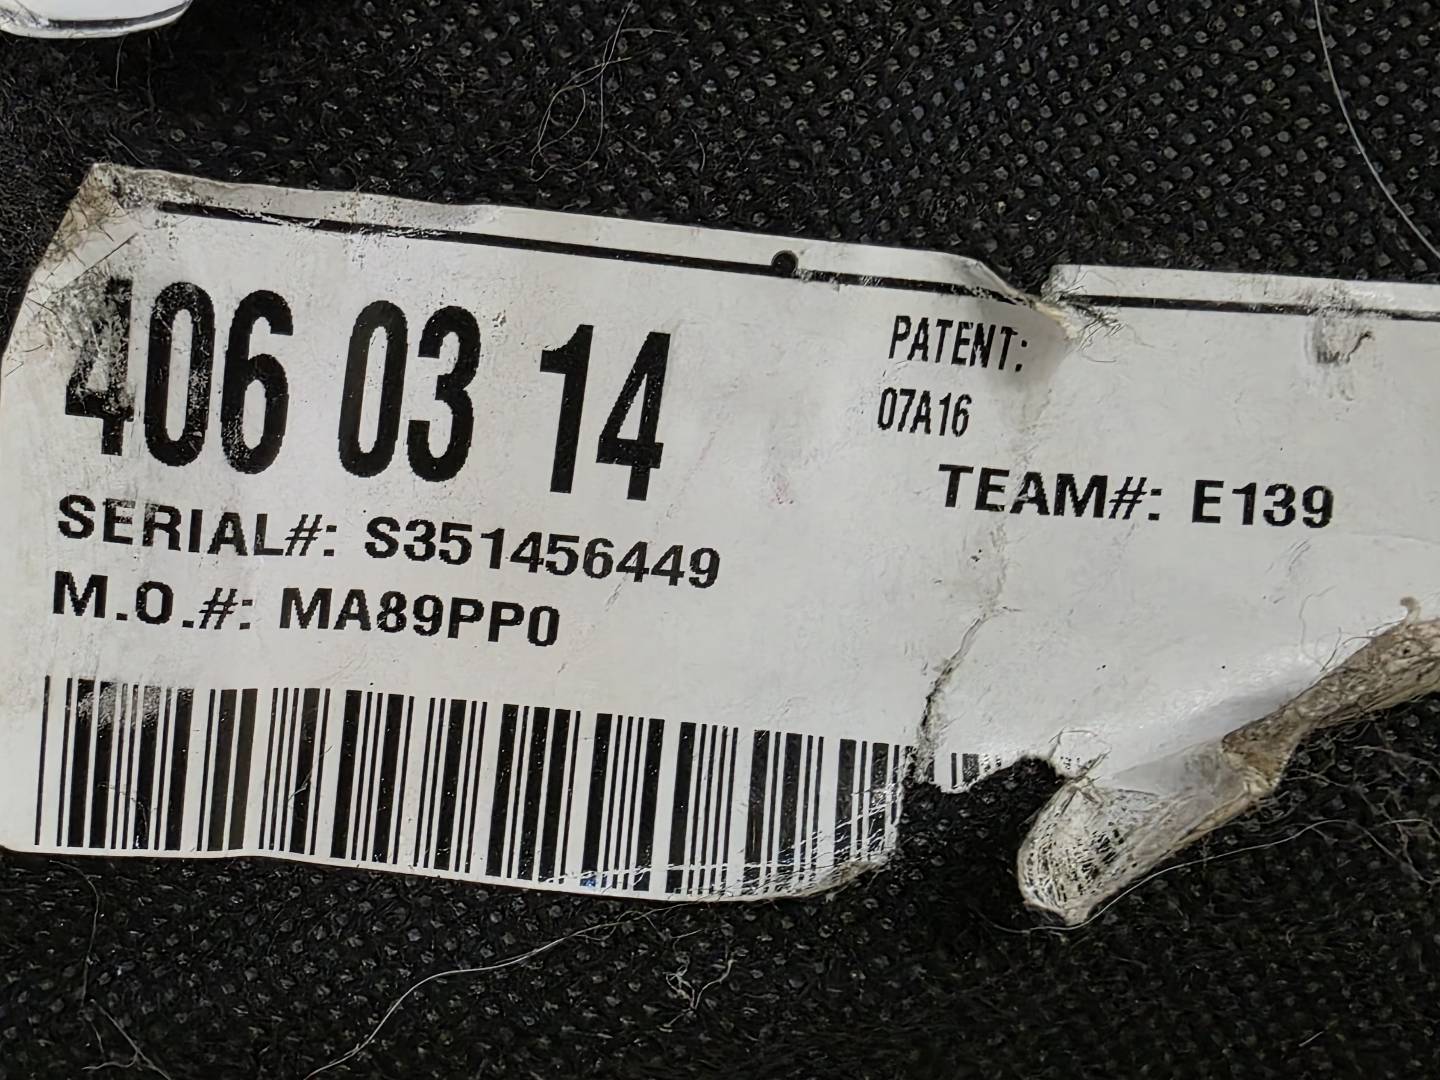 406 03 14
PATENT:
07A16
TEAM#: E139
SERIAL#: S351456449
M.O.#: MA89PP0